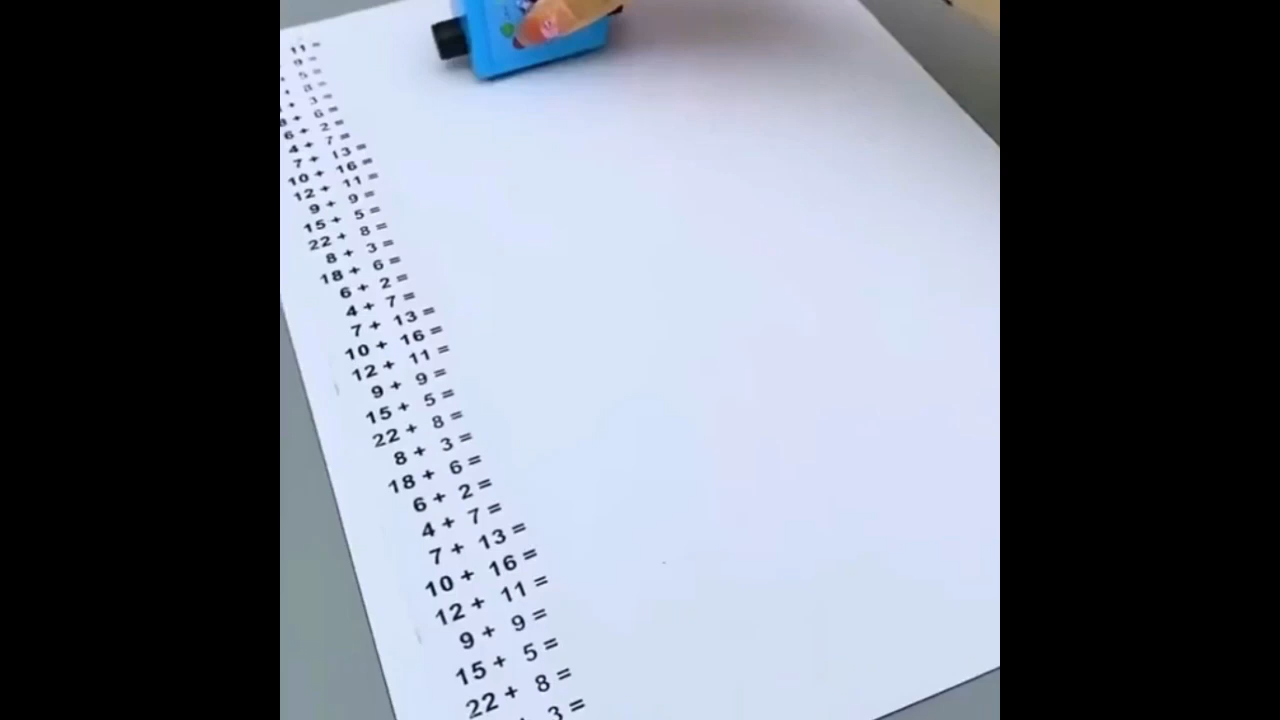 11 =
9 =
5 =
+ 8 =
+ 3 =
8 + 6 =
6 + 2 =
4 + 7 =
7 + 13 =
10 + 16 =
12 + 11 =
9 + 9 =
15 + 5 =
22 + 8 =
8 + 3 =
18 + 6 =
6 + 2 =
4 + 7 =
7 + 13 =
10 + 16 =
12 + 11 =
9 + 9 =
15 + 5 =
22 + 8 =
8 + 3 =
18 + 6 =
6 + 2 =
4 + 7 =
7 + 13 =
10 + 16 =
12 + 11 =
9 + 9 =
15 + 5 =
22 + 8 =
+ 3 =